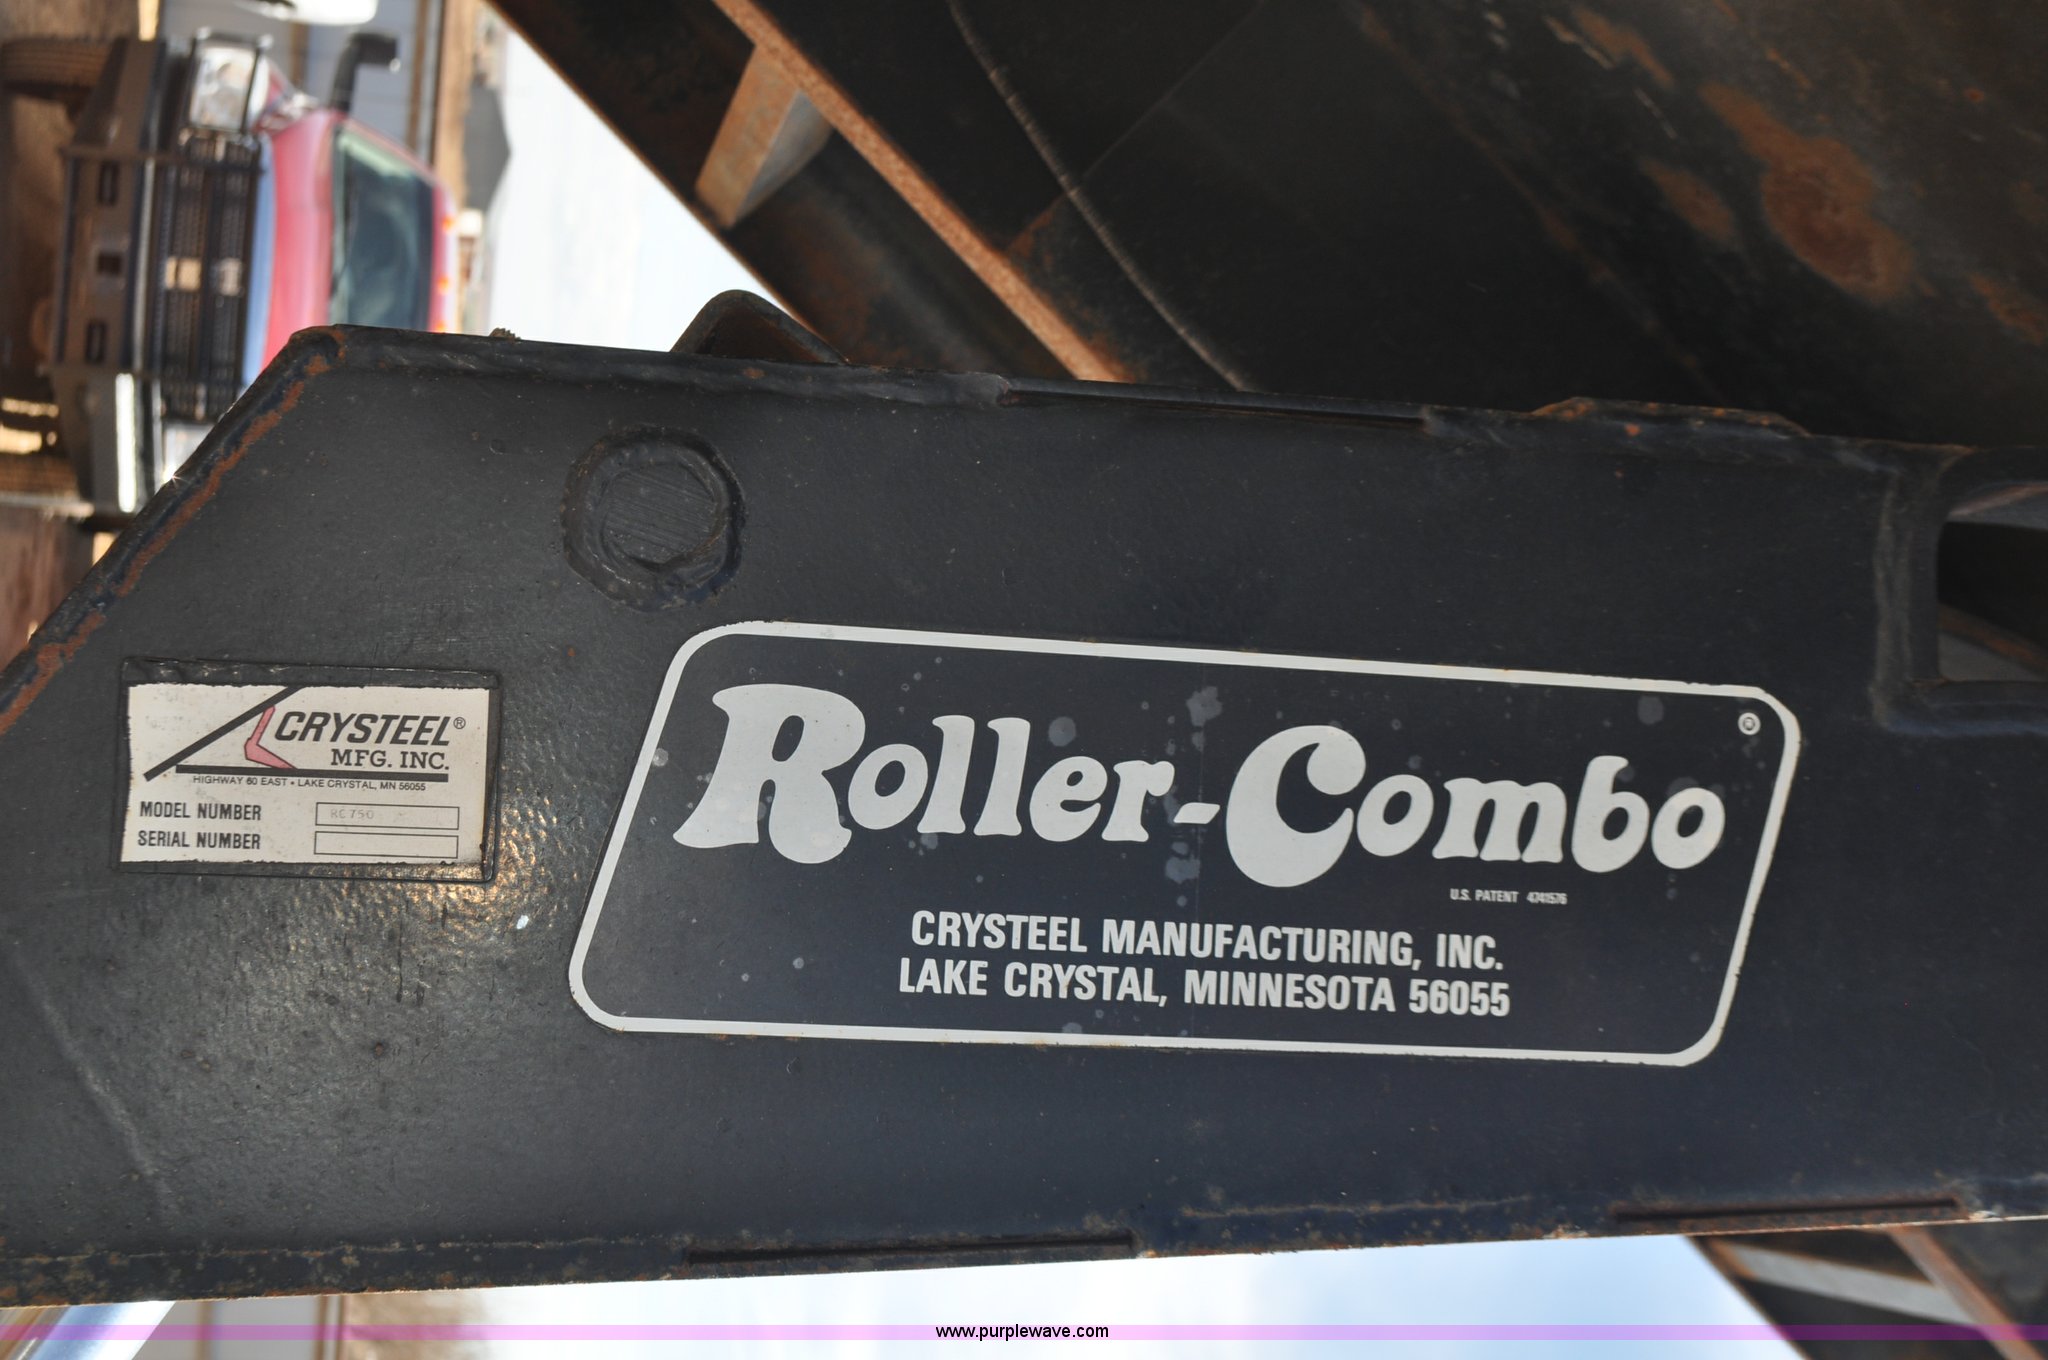 CRYSTEEL®
MFG. INC.
HIGHWAY 60 EAST • LAKE CRYSTAL, MN 56055
MODEL NUMBER RC750
SERIAL NUMBER
Roller-Combo ®
U.S. PATENT 4741576
CRYSTEEL MANUFACTURING, INC.
LAKE CRYSTAL, MINNESOTA 56055
www.purplewave.com